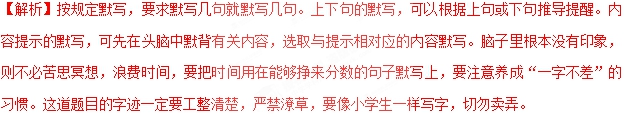 【解析】按规定默写，要求默写几句就默写几句。上下句的默写，可以根据上句或下句推导提醒。内
容提示的默写，可先在头脑中默背有关内容，选取与提示相对应的内容默写。脑子里根本没有印象，
则不必苦思冥想，浪费时间，要把时间用在能够挣来分数的句子默写上，要注意养成“一字不差”的
习惯。这道题目的字迹一定要工整清楚，严禁潦草，要像小学生一样写字，切勿卖弄。